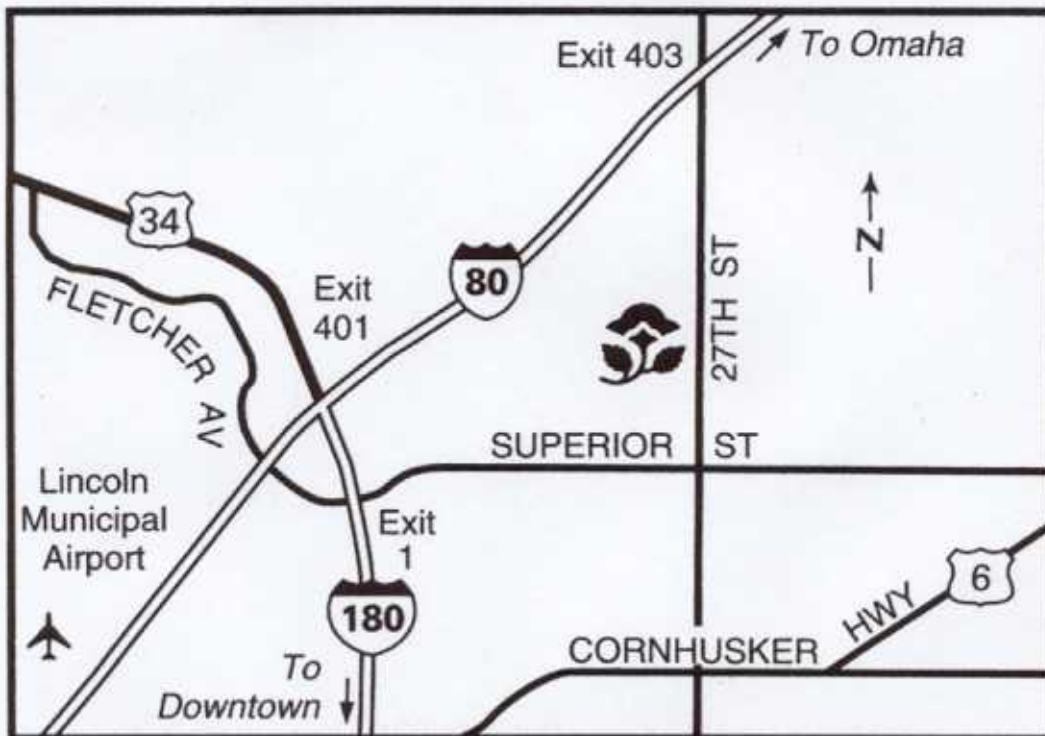 Exit 403
To Omaha
34
N
FLETCHER AV
Exit
401
80
27TH ST
SUPERIOR ST
Lincoln
Municipal
Airport
Exit
1
180
6
CORNHUSKER HWY
To
Downtown